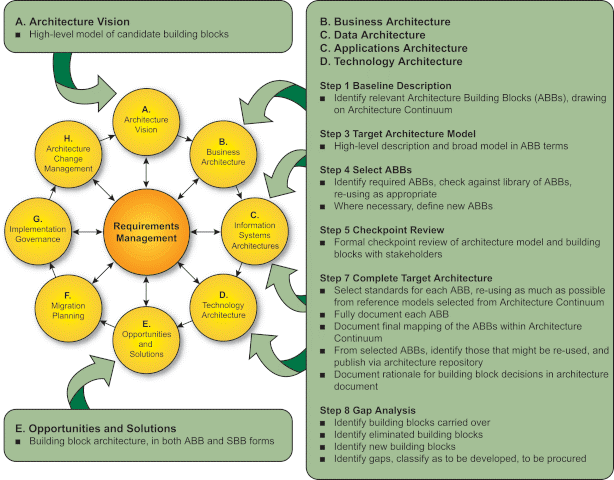 A. Architecture Vision
■ High-level model of candidate building blocks
A.
Architecture
Vision
B.
Business
Architecture
C.
Information
Systems
Architectures
D.
Technology
Architecture
E.
Opportunities
and
Solutions
F.
Migration
Planning
G.
Implementation
Governance
H.
Architecture
Change
Management
Requirements
Management
E. Opportunities and Solutions
■ Building block architecture, in both ABB and SBB forms
B. Business Architecture
C. Data Architecture
C. Applications Architecture
D. Technology Architecture
Step 1 Baseline Description
■ Identify relevant Architecture Building Blocks (ABBs), drawing
on Architecture Continuum
Step 3 Target Architecture Model
■ High-level description and broad model in ABB terms
Step 4 Select ABBs
■ Identify required ABBs, check against library of ABBs,
re-using as appropriate
■ Where necessary, define new ABBs
Step 5 Checkpoint Review
■ Formal checkpoint review of architecture model and building
blocks with stakeholders
Step 7 Complete Target Architecture
■ Select standards for each ABB, re-using as much as possible
from reference models selected from Architecture Continuum
■ Fully document each ABB
■ Document final mapping of the ABBs within Architecture
Continuum
■ From selected ABBs, identify those that might be re-used, and
publish via architecture repository
■ Document rationale for building block decisions in architecture
document
Step 8 Gap Analysis
■ Identify building blocks carried over
■ Identify eliminated building blocks
■ Identify new building blocks
■ Identify gaps, classify as to be developed, to be procured